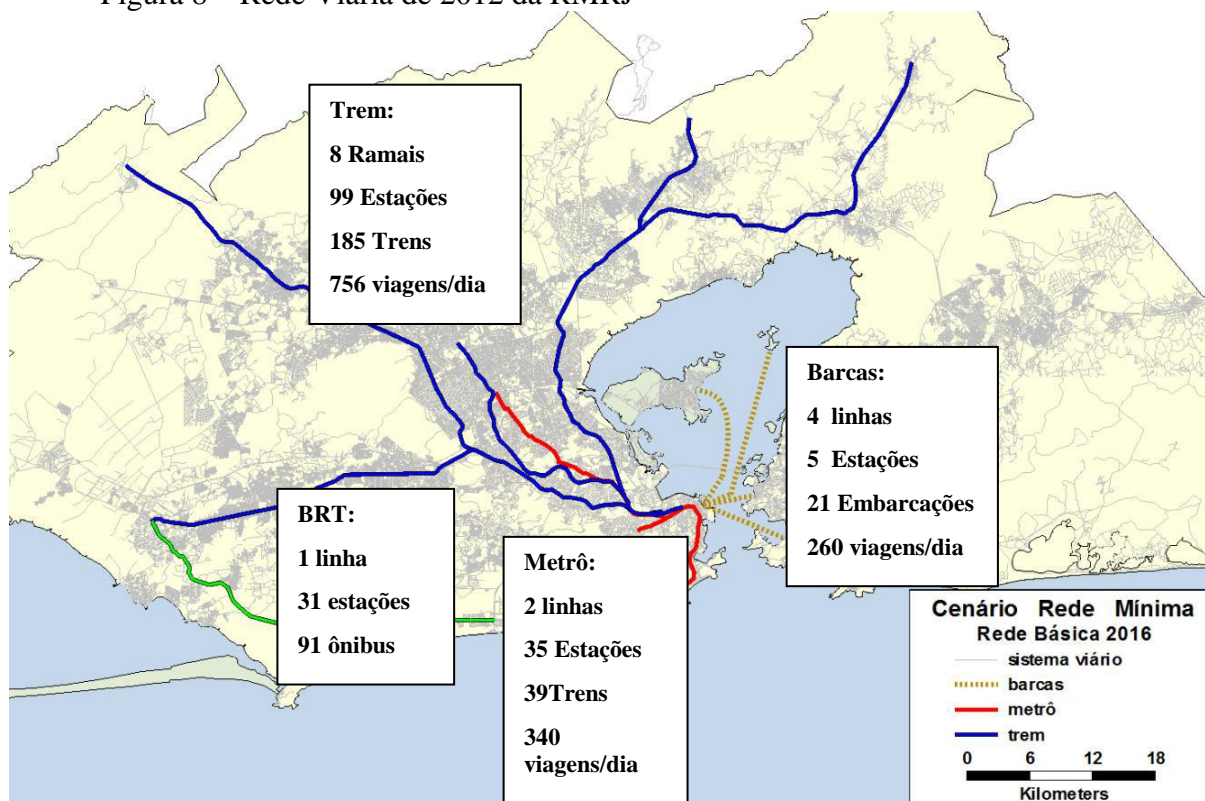 Figura 8 – Rede Viária de 2012 da RMRJ
Trem:
8 Ramais
99 Estações
185 Trens
756 viagens/dia
Barcas:
4 linhas
5 Estações
21 Embarcações
260 viagens/dia
BRT:
1 linha
31 estações
91 ônibus
Metrô:
2 linhas
35 Estações
39Trens
340
viagens/dia
Cenário Rede Mínima
Rede Básica 2016
sistema viário
barcas
metrô
trem
0 6 12 18
Kilometers